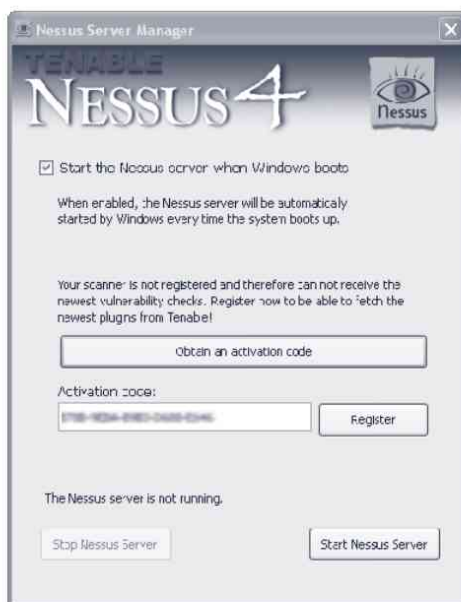 Nessus Server Manager
TENABLE
NESSUS 4
Nessus
Start the Nessus server when Windows boots
When enabled, the Nessus server will be automatically
started by Windows every time the system boots up.
Your scanner is not registered and therefore can not receive the
newest vulnerability checks. Register now to be able to fetch the
newest plugins from Tenable!
Obtain an activation code
Activation code:
Register
The Nessus server is not running.
Stop Nessus Server
Start Nessus Server